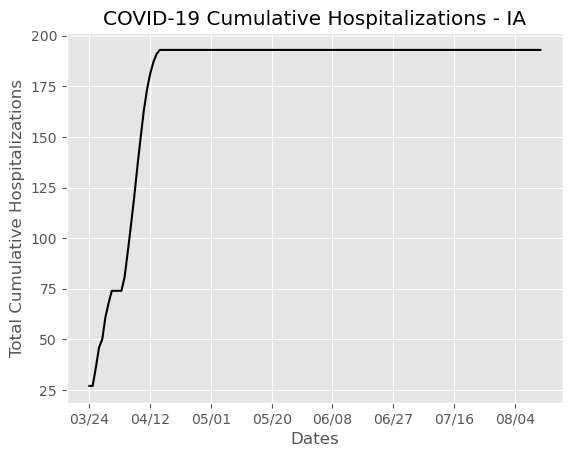 COVID-19 Cumulative Hospitalizations - IA
200
175
150
125
100
75
50
25
Total Cumulative Hospitalizations
03/24 04/12 05/01 05/20 06/08 06/27 07/16 08/04
Dates